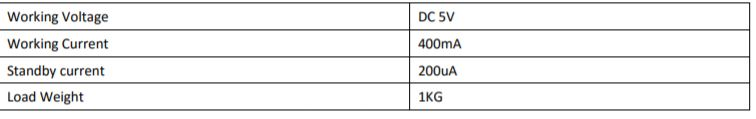 Working Voltage DC 5V
Working Current 400mA
Standby current 200uA
Load Weight 1KG